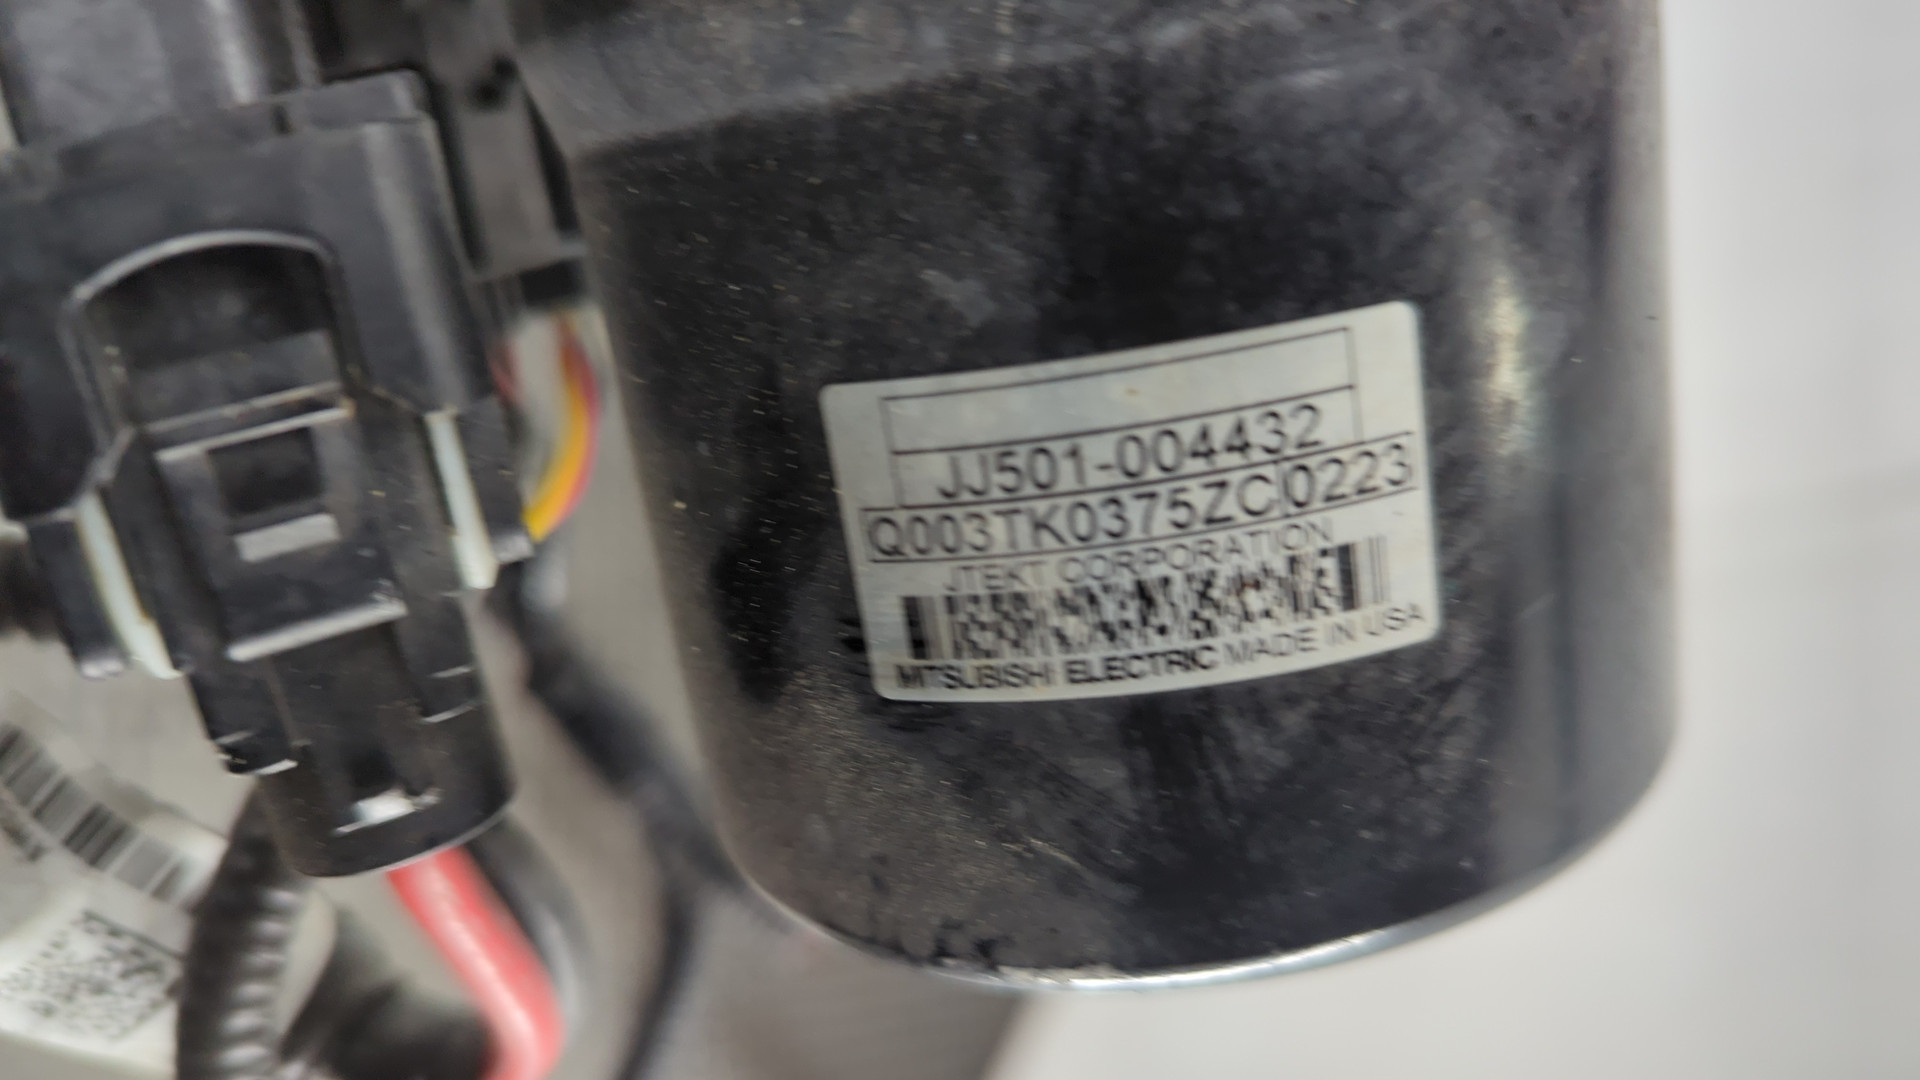 JJ501-004432
Q003TK0375ZC 0223
JTEKT CORPORATION
MITSUBISHI ELECTRIC MADE IN USA